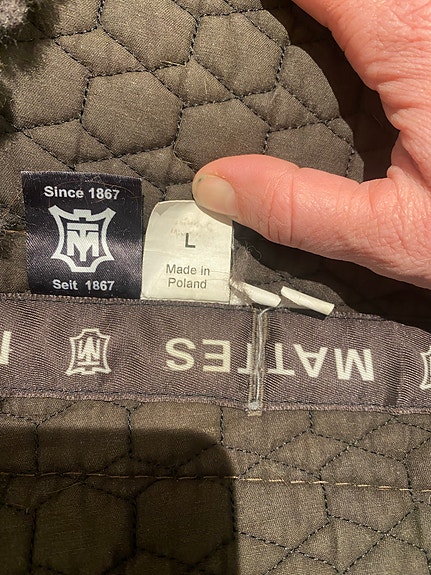 Since 1867
M
Seit 1867
L
Made in
Poland
MATTES
M